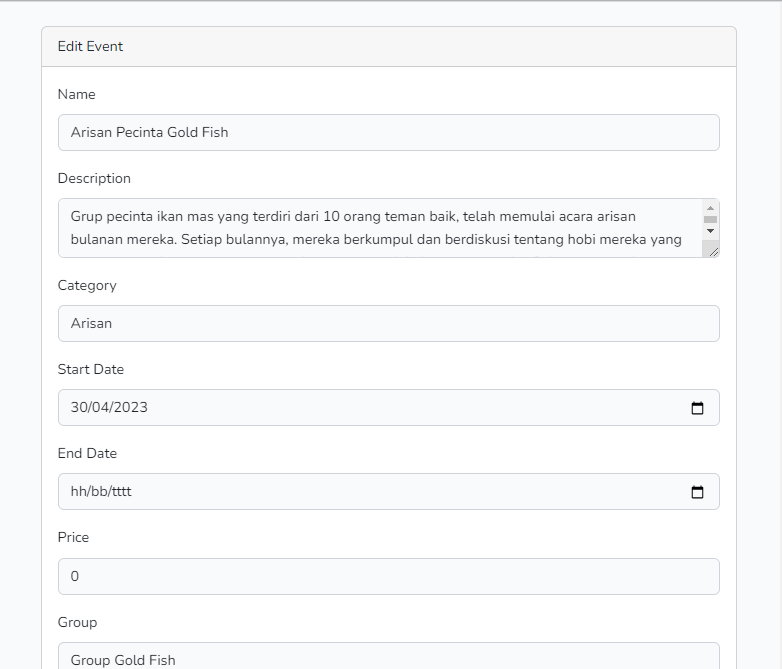 Edit Event
Name
Arisan Pecinta Gold Fish
Description
Grup pecinta ikan mas yang terdiri dari 10 orang teman baik, telah memulai acara arisan
bulanan mereka. Setiap bulannya, mereka berkumpul dan berdiskusi tentang hobi mereka yang
Category
Arisan
Start Date
30/04/2023
End Date
hh/bb/tttt
Price
0
Group
Group Gold Fish